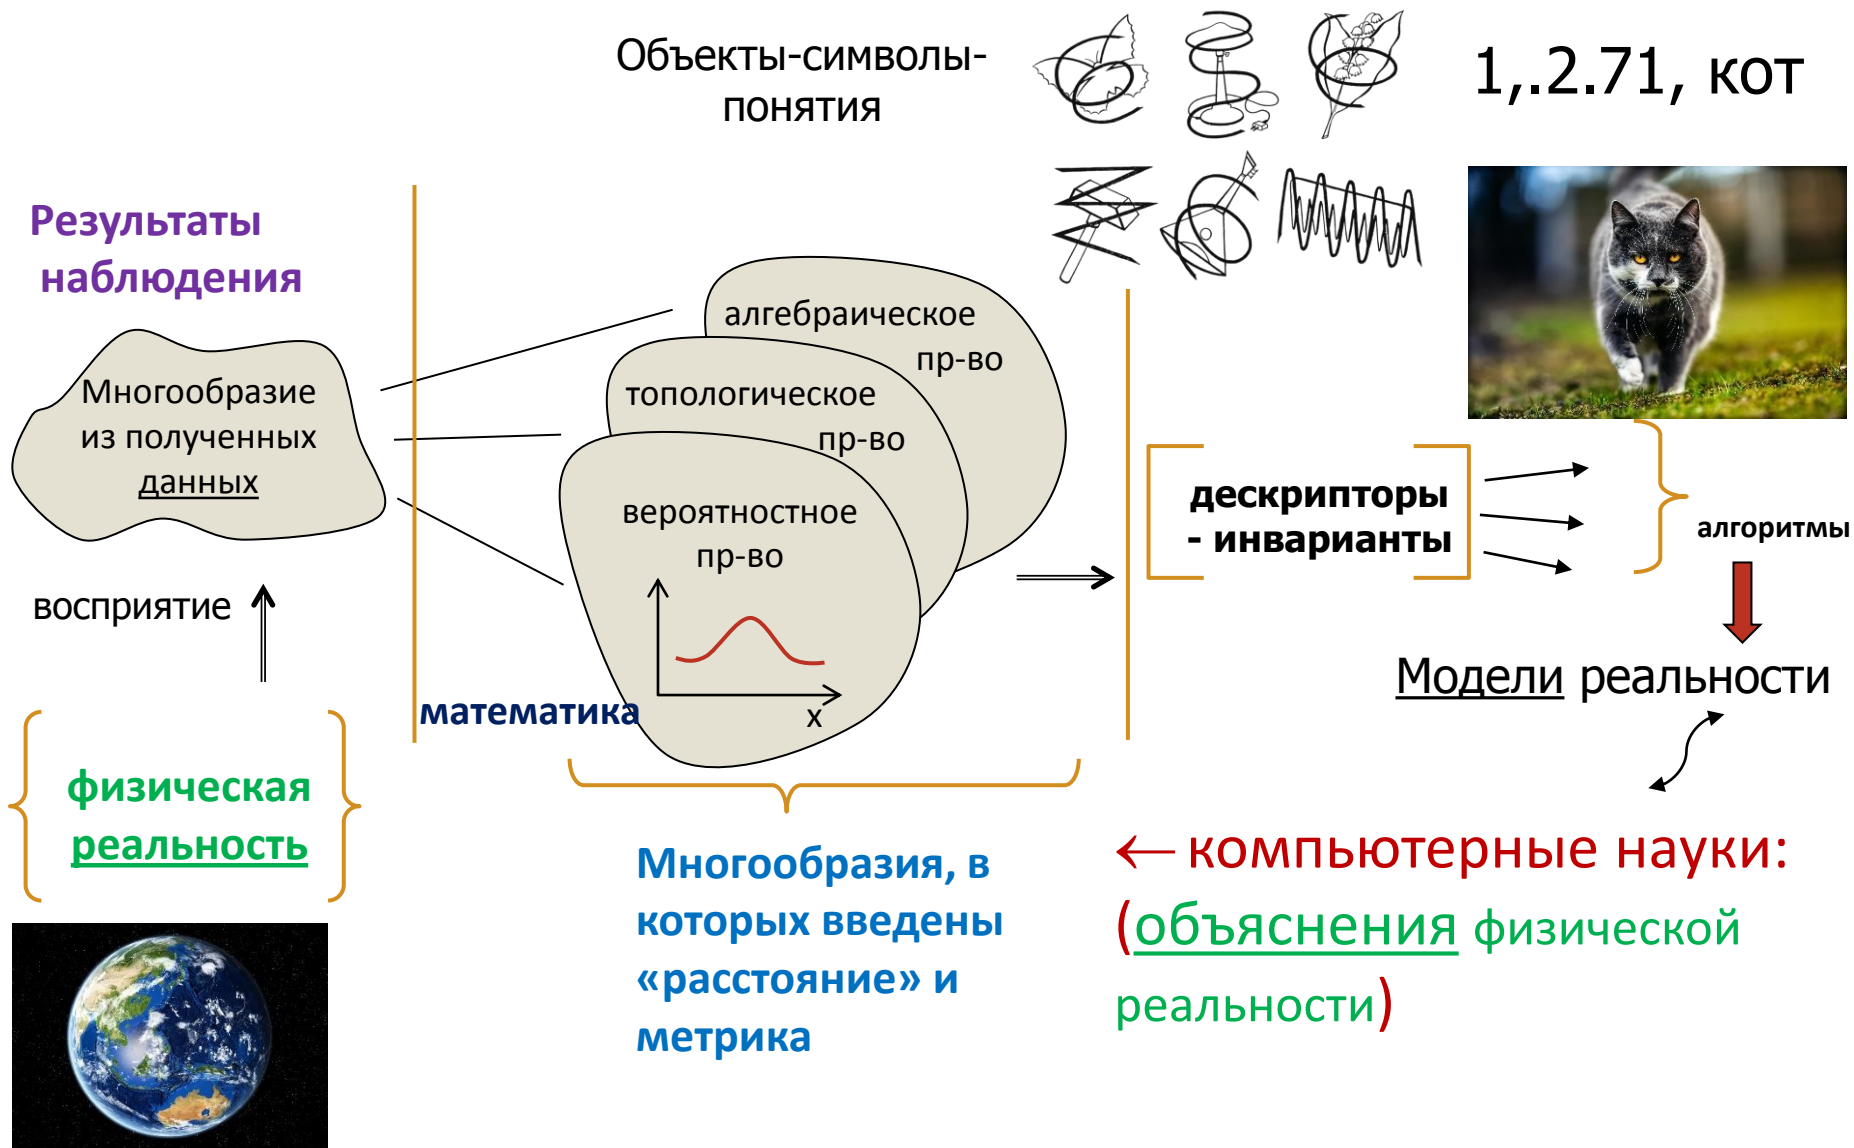 Объекты-символы-
понятия
1,.2.71, кот
Результаты
наблюдения
Многообразие
из полученных
данных
восприятие
физическая
реальность
математика
алгебраическое
пр-во
топологическое
пр-во
вероятностное
пр-во
x
Многообразия, в
которых введены
«расстояние» и
метрика
дескрипторы
- инварианты
алгоритмы
Модели реальности
← компьютерные науки:
(объяснения физической
реальности)